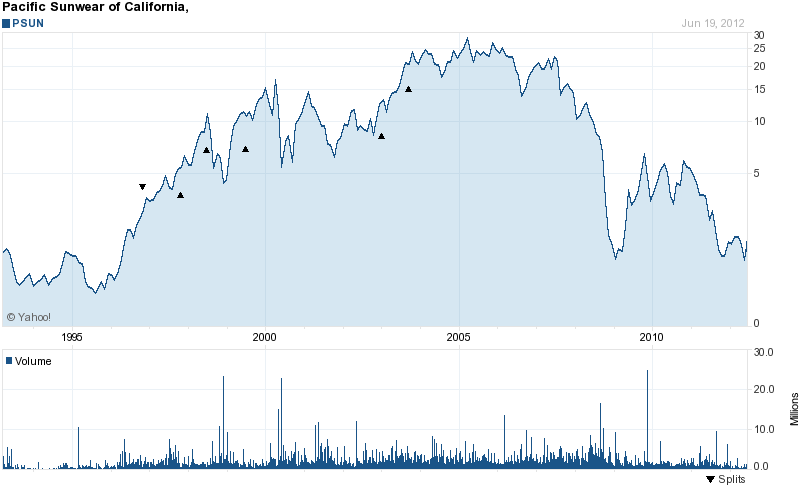 Pacific Sunwear of California,
PSUN
Jun 19, 2012
30
25
20
15
10
5
0
© Yahoo!
1995 2000 2005 2010
Volume
30.0
20.0
10.0
0.0
Millions
Splits